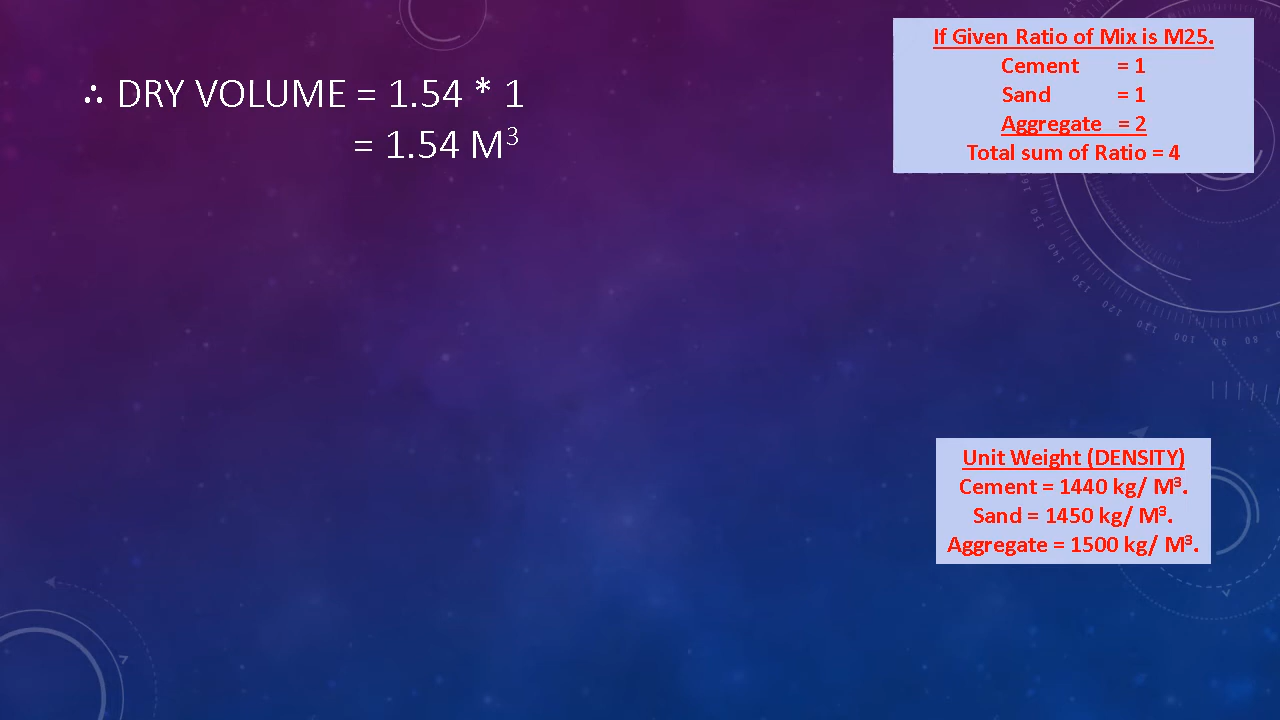 ∴ DRY VOLUME = 1.54 * 1
= 1.54 M³
If Given Ratio of Mix is M25.
Cement = 1
Sand = 1
Aggregate = 2
Total sum of Ratio = 4
Unit Weight (DENSITY)
Cement = 1440 kg/ M³.
Sand = 1450 kg/ M³.
Aggregate = 1500 kg/ M³.